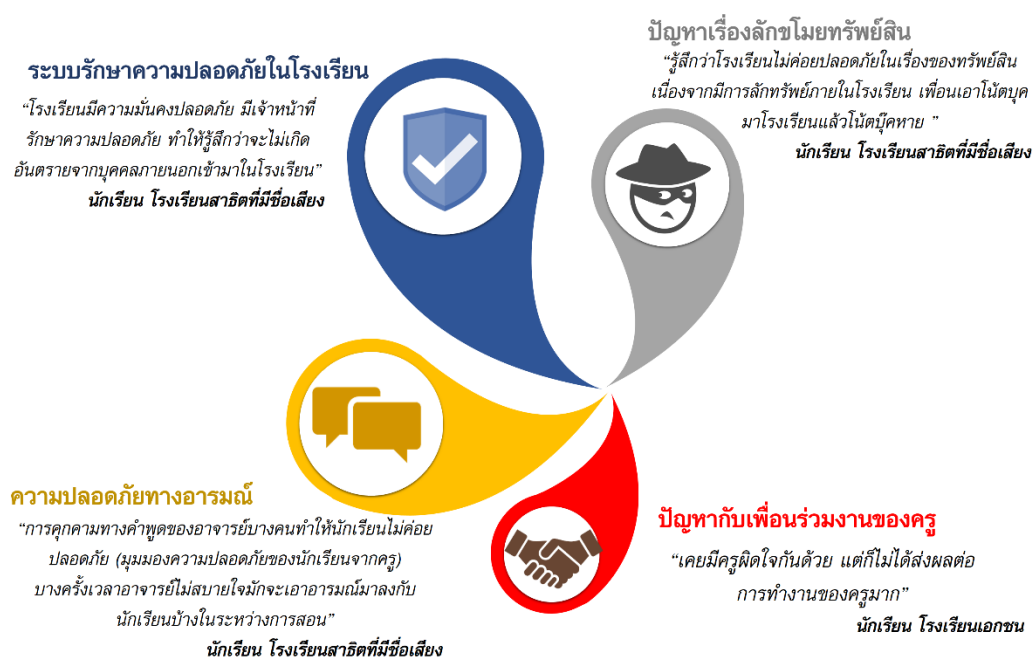 ระบบรักษาความปลอดภัยในโรงเรียน
“โรงเรียนมีความมั่นคงปลอดภัย มีเจ้าหน้าที่
รักษาความปลอดภัย ทำให้รู้สึกว่าจะไม่เกิด
อันตรายจากบุคคลภายนอกเข้ามาในโรงเรียน”
นักเรียน โรงเรียนสาธิตที่มีชื่อเสียง
ปัญหาเรื่องลักขโมยทรัพย์สิน
“รู้สึกว่าโรงเรียนไม่ค่อยปลอดภัยในเรื่องของทรัพย์สิน
เนื่องจากมีการลักทรัพย์ภายในโรงเรียน เพื่อนเอาโน้ตบุค
มาโรงเรียนแล้วโน้ตบุ๊คหาย ”
นักเรียน โรงเรียนสาธิตที่มีชื่อเสียง
ความปลอดภัยทางอารมณ์
“การคุกคามทางคำพูดของอาจารย์บางคนทำให้นักเรียนไม่ค่อย
ปลอดภัย (มุมมองความปลอดภัยของนักเรียนจากครู)
บางครั้งเวลาอาจารย์ไม่สบายใจมักจะเอาอารมณ์มาลงกับ
นักเรียนบ้างในระหว่างการสอน”
นักเรียน โรงเรียนสาธิตที่มีชื่อเสียง
ปัญหากับเพื่อนร่วมงานของครู
“เคยมีครูผิดใจกันด้วย แต่ก็ไม่ได้ส่งผลต่อ
การทำงานของครูมาก”
นักเรียน โรงเรียนเอกชน